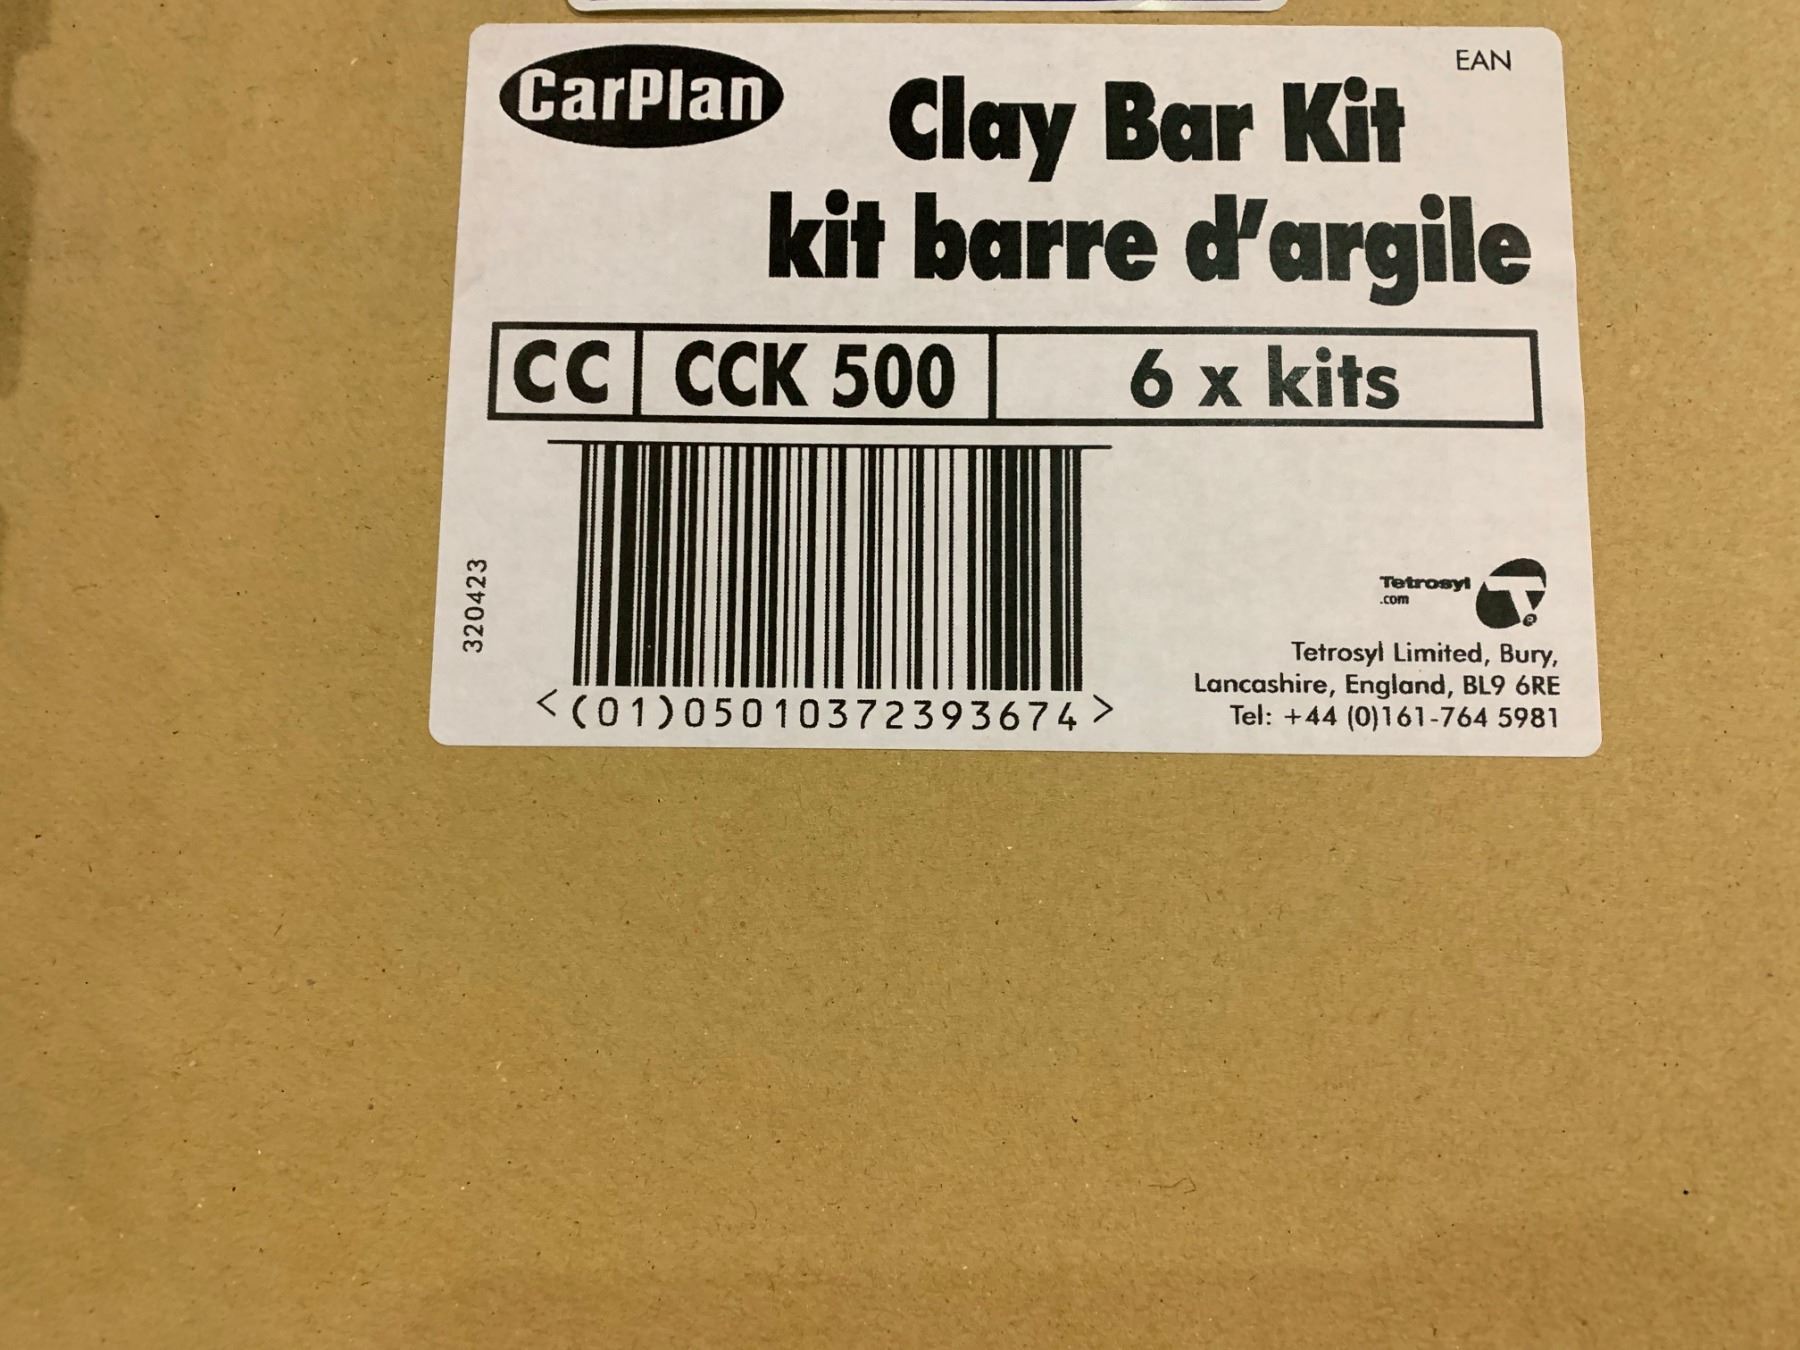 CarPlan
EAN
Clay Bar Kit
kit barre d'argile
CC CCK 500 6 x kits
320423
<(01)05010372393674>
Tetrosyl
.com
Tetrosyl Limited, Bury,
Lancashire, England, BL9 6RE
Tel: +44 (0)161-764 5981